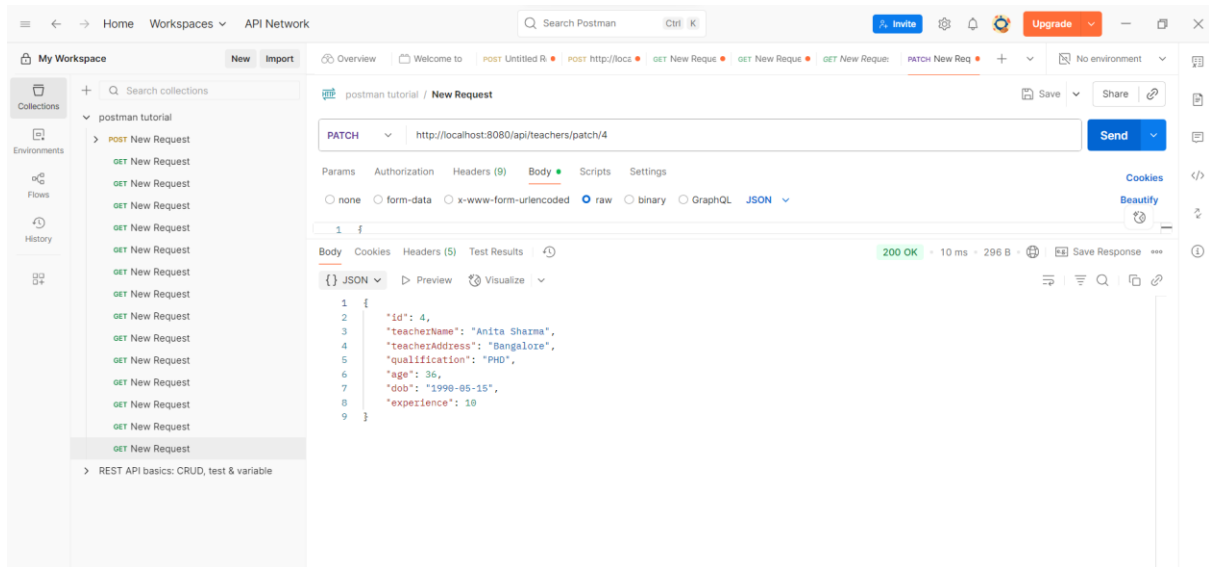 Home Workspaces API Network Search Postman Ctrl K Invite Upgrade
My Workspace New Import Overview Welcome to POST Untitled R POST http://loca GET New Reque GET New Reque GET New Reque PATCH New Req No environment
Collections
Environments
Flows
History
Search collections
postman tutorial
POST New Request
GET New Request
GET New Request
GET New Request
GET New Request
GET New Request
GET New Request
GET New Request
GET New Request
GET New Request
GET New Request
GET New Request
GET New Request
GET New Request
GET New Request
REST API basics: CRUD, test & variable
HTTP postman tutorial / New Request Save Share
PATCH http://localhost:8080/api/teachers/patch/4 Send
Params Authorization Headers (9) Body Scripts Settings Cookies
none form-data x-www-form-urlencoded raw binary GraphQL JSON Beautify
1 {
Body Cookies Headers (5) Test Results 200 OK 10 ms 296 B Save Response
{} JSON Preview Visualize
1 {
2 "id": 4,
3 "teacherName": "Anita Sharma",
4 "teacherAddress": "Bangalore",
5 "qualification": "PHD",
6 "age": 36,
7 "dob": "1990-05-15",
8 "experience": 10
9 }